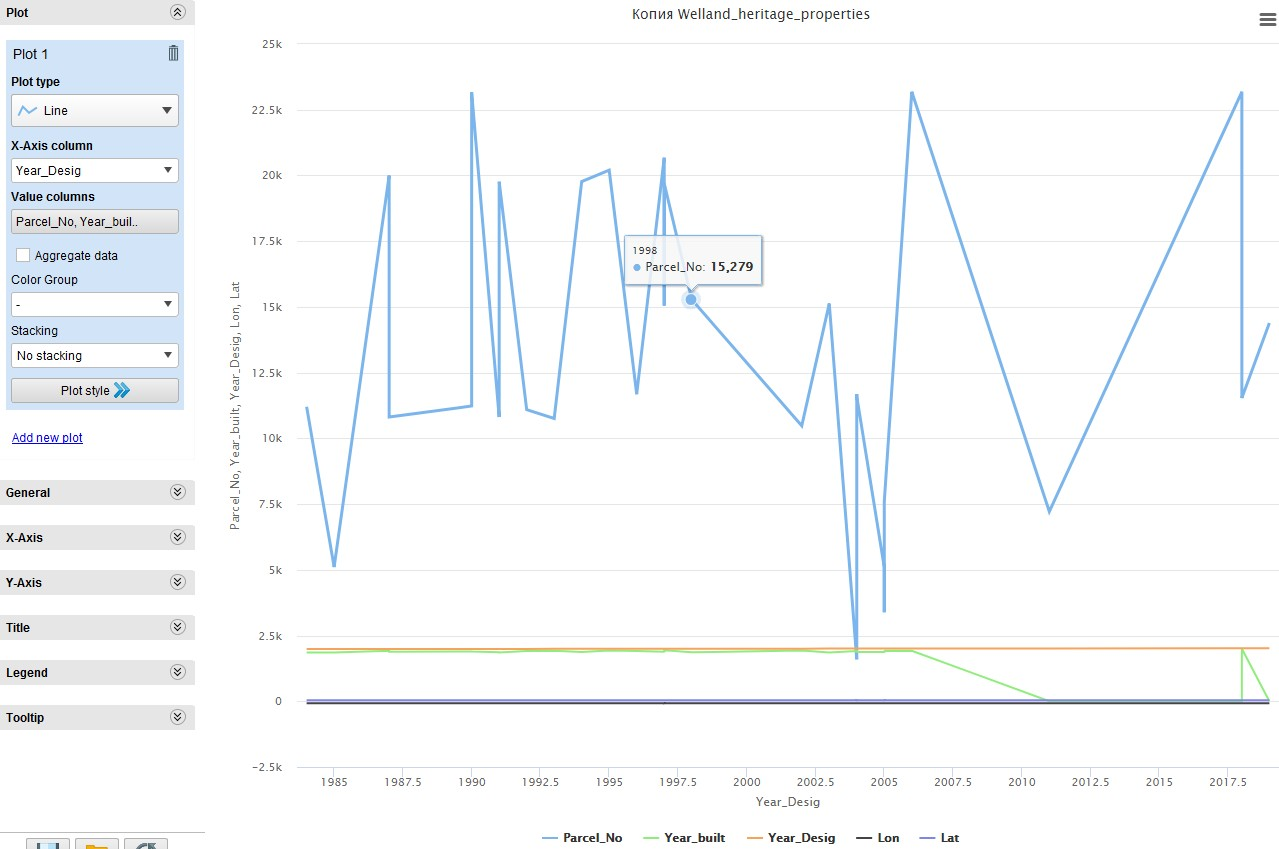 Plot
Plot 1
Plot type
Line
X-Axis column
Year_Desig
Value columns
Parcel_No, Year_buil..
Aggregate data
Color Group
-
Stacking
No stacking
Plot style
Add new plot
General
X-Axis
Y-Axis
Title
Legend
Tooltip
Копия Welland_heritage_properties
25k
22.5k
20k
17.5k
15k
12.5k
10k
7.5k
5k
2.5k
0
-2.5k
Parcel_No, Year_built, Year_Desig, Lon, Lat
1998
Parcel_No: 15,279
1985 1987.5 1990 1992.5 1995 1997.5 2000 2002.5 2005 2007.5 2010 2012.5 2015 2017.5
Year_Desig
Parcel_No Year_built Year_Desig Lon Lat